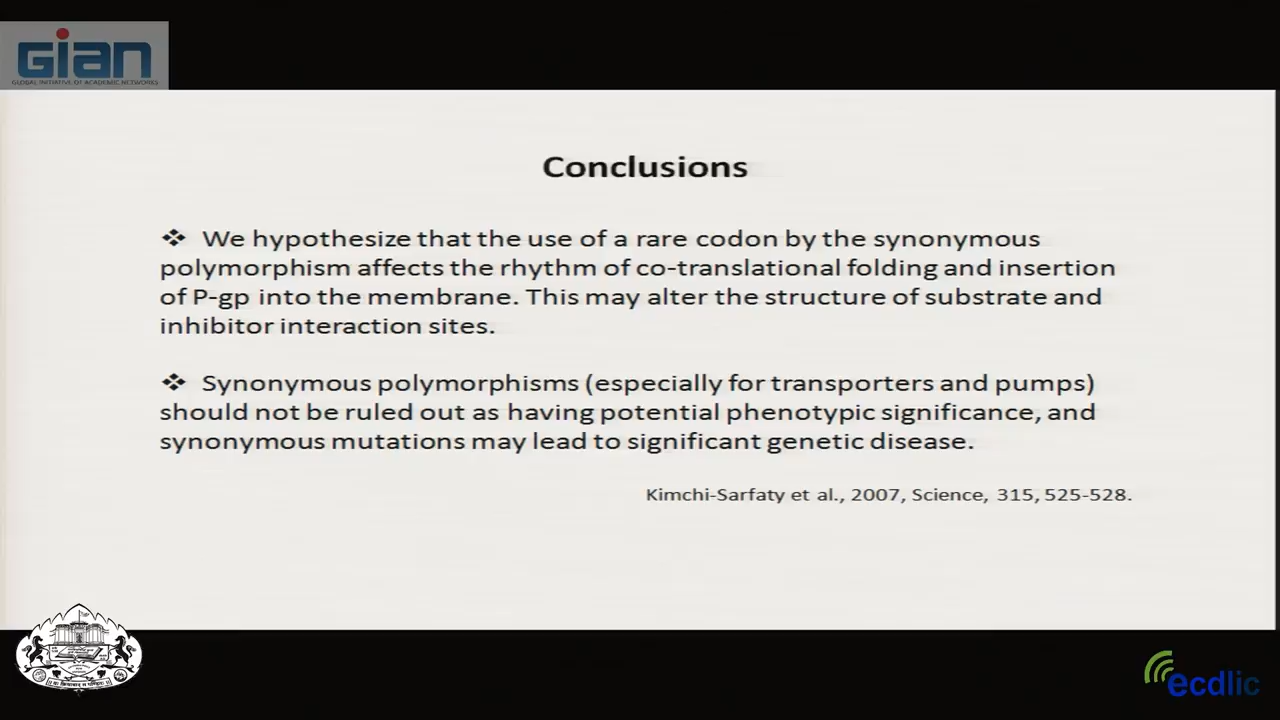 GIAN
GLOBAL INITIATIVE OF ACADEMIC NETWORKS
Conclusions
❖ We hypothesize that the use of a rare codon by the synonymous
polymorphism affects the rhythm of co-translational folding and insertion
of P-gp into the membrane. This may alter the structure of substrate and
inhibitor interaction sites.
❖ Synonymous polymorphisms (especially for transporters and pumps)
should not be ruled out as having potential phenotypic significance, and
synonymous mutations may lead to significant genetic disease.
Kimchi-Sarfaty et al., 2007, Science, 315, 525-528.
ecdlic